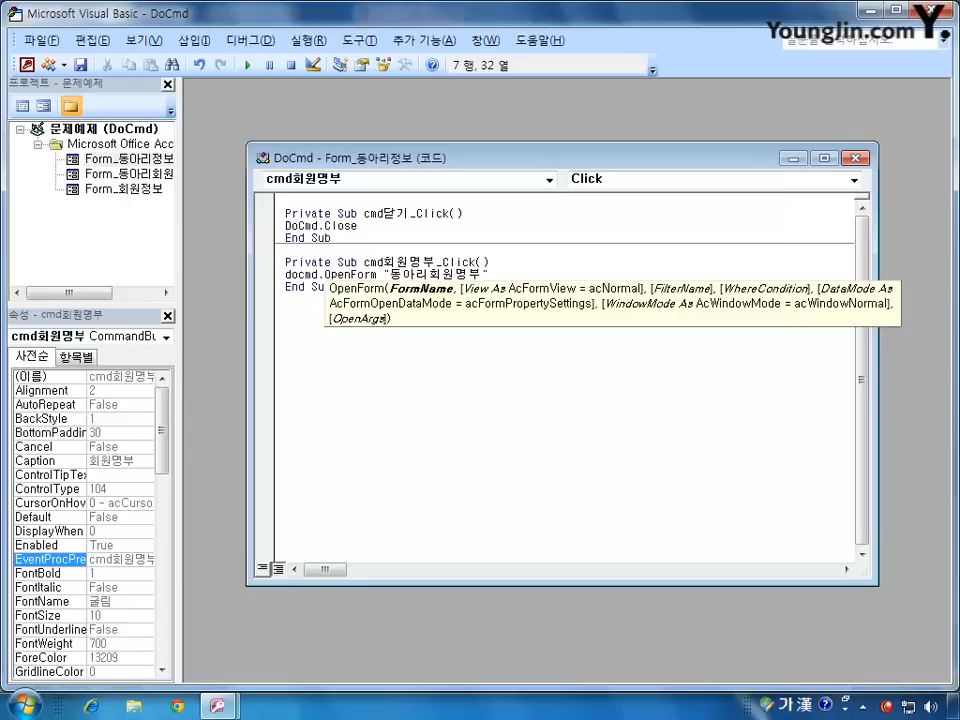 Microsoft Visual Basic - DoCmd
YoungJin.com Y.
파일(F) 편집(E) 보기(V) 삽입(I) 디버그(D) 실행(R) 도구(T) 추가 기능(A) 창(W) 도움말(H)
7 행, 32 열
프로젝트 - 문제예제
문제예제 (DoCmd)
Microsoft Office Acc
Form_동아리정보
Form_동아리회원
Form_회원정보
속성 - cmd회원명부
cmd회원명부 CommandBu
사전순 항목별
(이름) cmd회원명부
Alignment 2
AutoRepeat False
BackStyle 1
BottomPaddin 30
Cancel False
Caption 회원명부
ControlTipTe
ControlType 104
CursorOnHov 0 - acCurso
Default False
DisplayWhen 0
Enabled True
EventProcPre cmd회원명부
FontBold 1
FontItalic False
FontName 굴림
FontSize 10
FontUnderline False
FontWeight 700
ForeColor 13209
GridlineColor 0
DoCmd - Form_동아리정보 (코드)
cmd회원명부 Click
Private Sub cmd닫기_Click()
DoCmd.Close
End Sub
Private Sub cmd회원명부_Click()
docmd.OpenForm "동아리회원명부"
End Su
OpenForm(FormName, [View As AcFormView = acNormal], [FilterName], [WhereCondition], [DataMode As
AcFormOpenDataMode = acFormPropertySettings], [WindowMode As AcWindowMode = acWindowNormal],
[OpenArgs])
가 漢